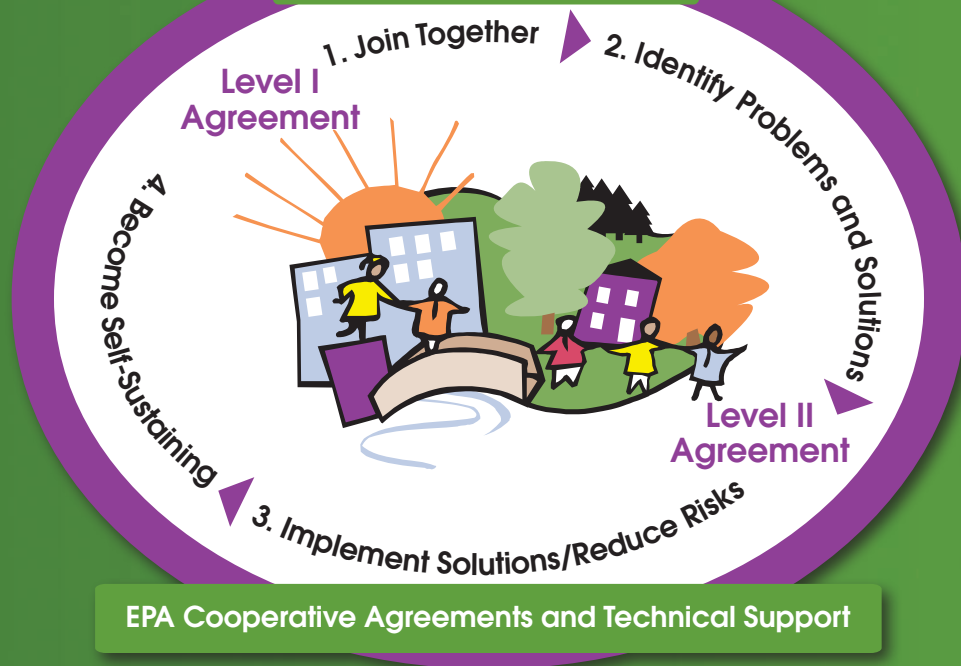 1. Join Together
2. Identify Problems and Solutions
Level I
Agreement
Level II
Agreement
3. Implement Solutions/Reduce Risks
4. Become Self-Sustaining
EPA Cooperative Agreements and Technical Support